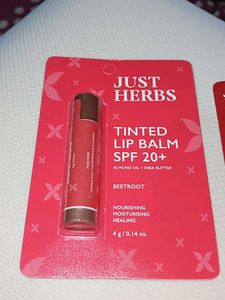 JUST
HERBS
TINTED
LIP BALM
SPF 20+
ALMOND OIL + SHEA BUTTER
BEETROOT
NOURISHING
MOISTURISING
HEALING
4 g / 0.14 oz.